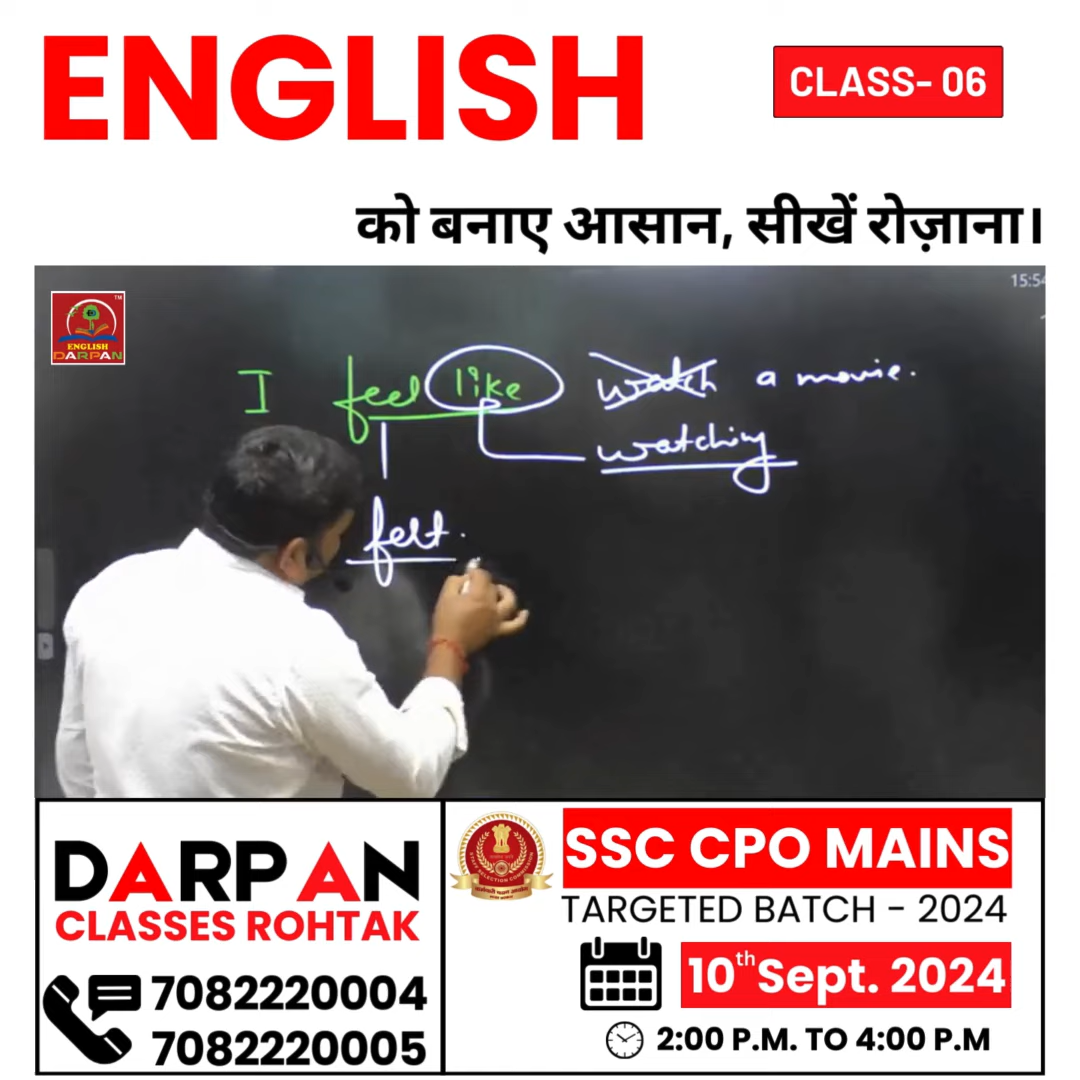 ENGLISH
CLASS- 06
को बनाए आसान, सीखें रोज़ाना।
15:54
TM
ENGLISH
DARPAN
I feel like watch a movie.
watching
felt.
DARPAN
CLASSES ROHTAK
7082220004
7082220005
SSC CPO MAINS
TARGETED BATCH - 2024
10th Sept. 2024
2:00 P.M. TO 4:00 P.M